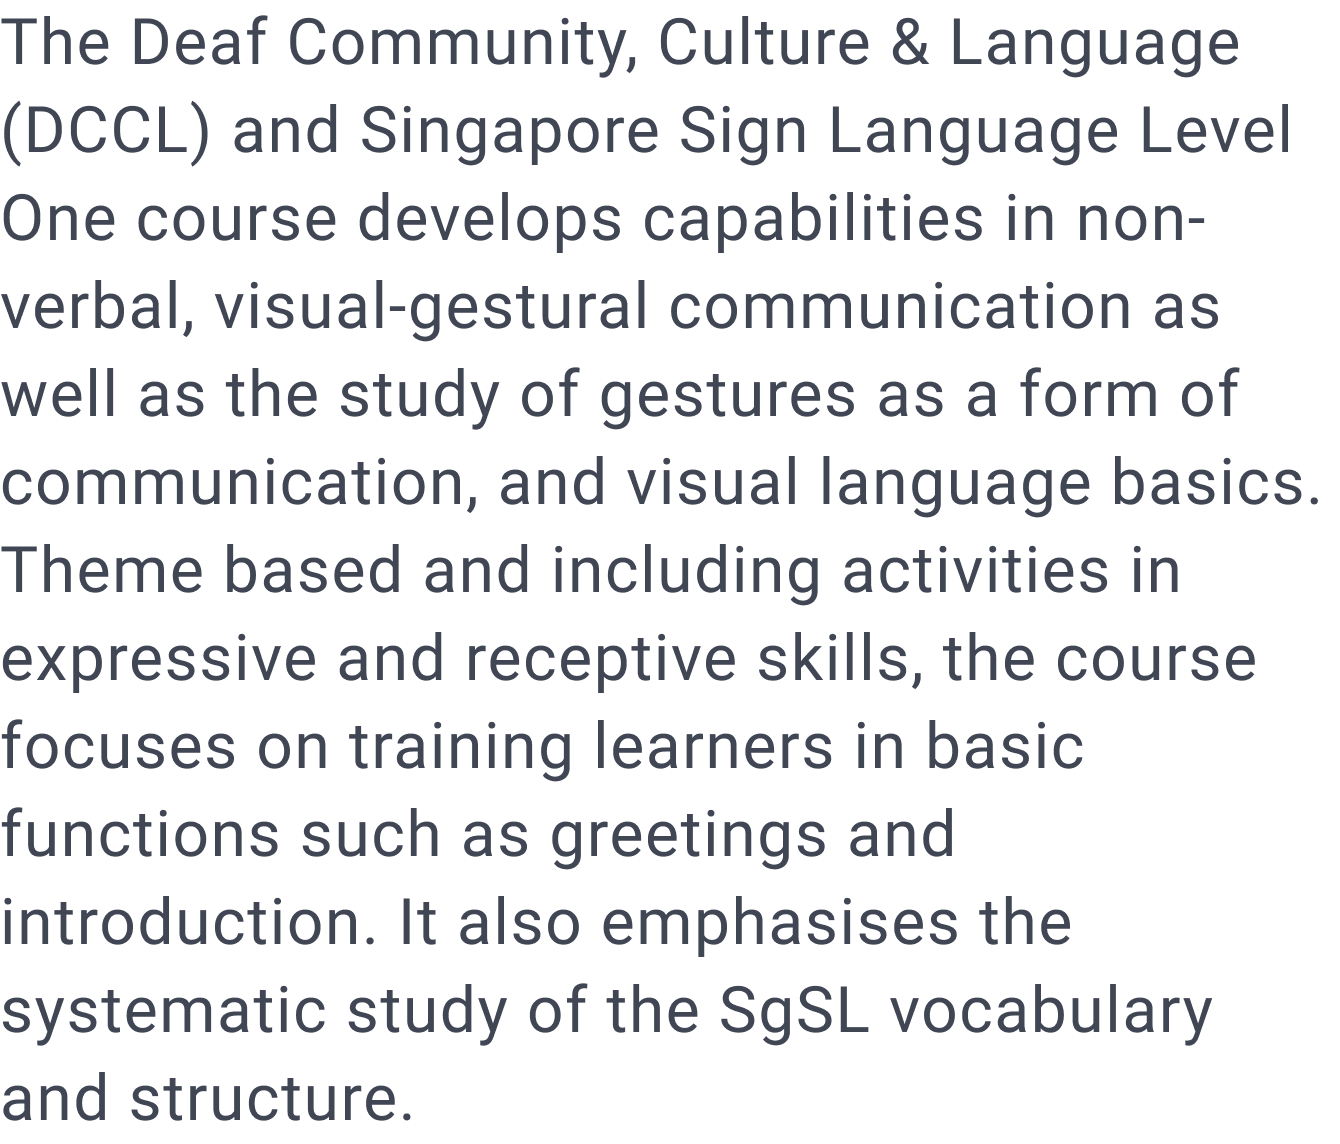 The Deaf Community, Culture & Language
(DCCL) and Singapore Sign Language Level
One course develops capabilities in non-
verbal, visual-gestural communication as
well as the study of gestures as a form of
communication, and visual language basics.
Theme based and including activities in
expressive and receptive skills, the course
focuses on training learners in basic
functions such as greetings and
introduction. It also emphasises the
systematic study of the SgSL vocabulary
and structure.